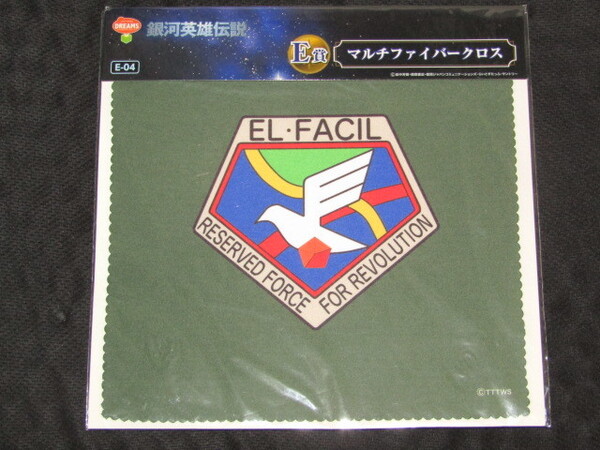 DREAMS
銀河英雄伝説
E賞
マルチファイバークロス
E-04
EL·FACIL
RESERVED FORCE
FOR REVOLUTION
©TTTWS